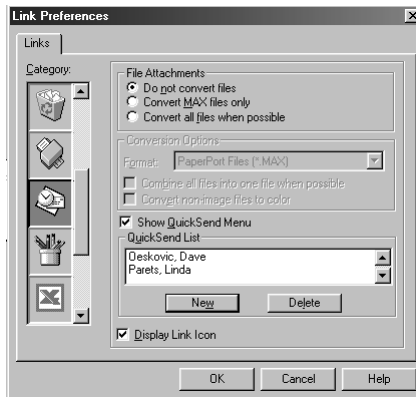 Link Preferences
Links
Category:
File Attachments
Do not convert files
Convert MAX files only
Convert all files when possible
Conversion Options
Format: PaperPort Files (*.MAX)
Combine all files into one file when possible
Convert non-image files to color
Show QuickSend Menu
QuickSend List
Oeskovic, Dave
Parets, Linda
New Delete
Display Link Icon
OK Cancel Help